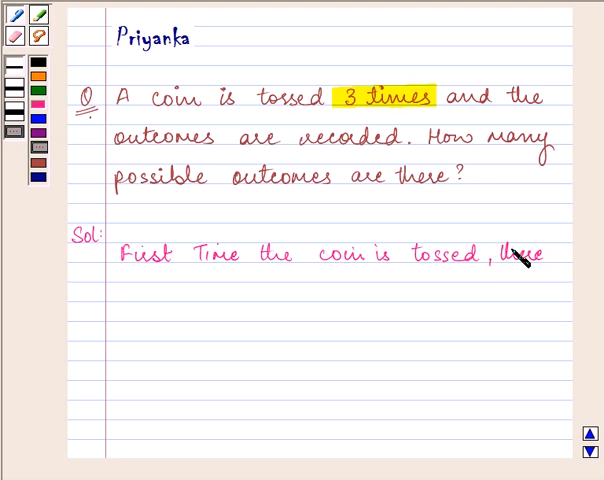 Priyanka
Q A coin is tossed 3 times and the
outcomes are recorded. How many
possible outcomes are there?
Sol:
First Time the coin is tossed, there